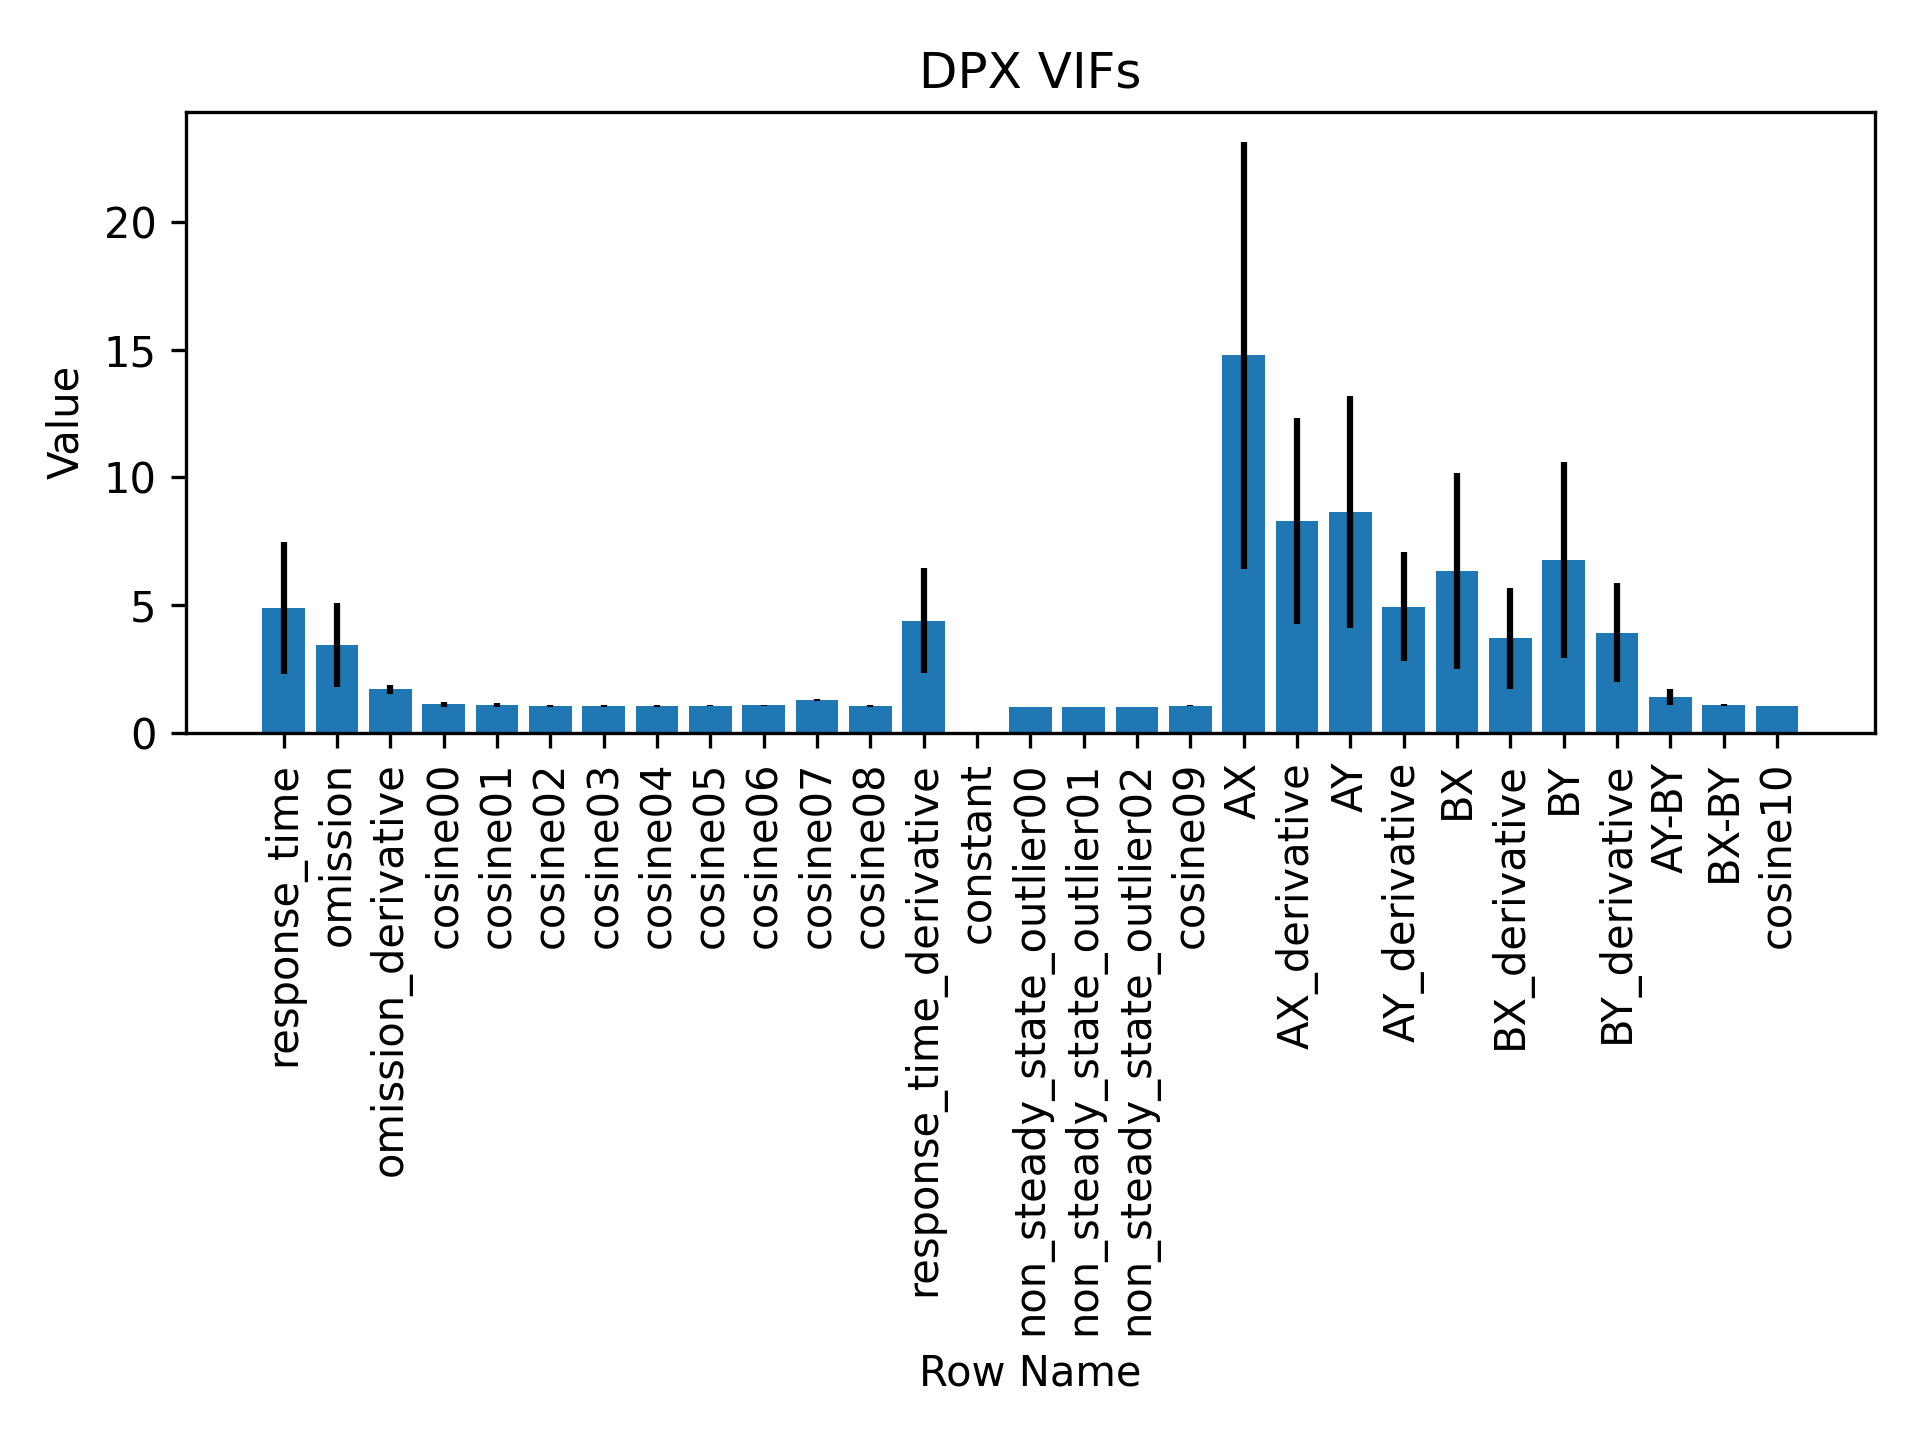 DPX VIFs
Value
20
15
10
5
0
response_time
omission
omission_derivative
cosine00
cosine01
cosine02
cosine03
cosine04
cosine05
cosine06
cosine07
cosine08
response_time_derivative
constant
non_steady_state_outlier00
non_steady_state_outlier01
non_steady_state_outlier02
cosine09
AX
AX_derivative
AY
AY_derivative
BX
BX_derivative
BY
BY_derivative
AY-BY
BX-BY
cosine10
Row Name